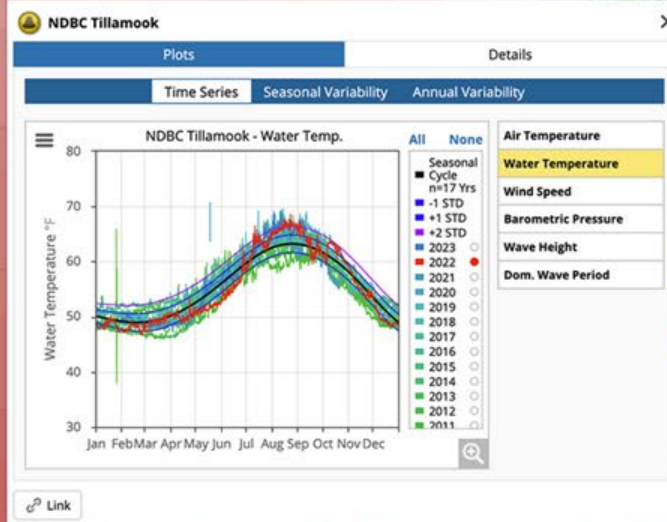 NDBC Tillamook
Plots
Details
Time Series
Seasonal Variability
Annual Variability
NDBC Tillamook - Water Temp.
All None
80
70
60
50
40
30
Water Temperature °F
Jan Feb Mar Apr May Jun Jul Aug Sep Oct Nov Dec
Seasonal
Cycle
n=17 Yrs
-1 STD
+1 STD
+2 STD
2023
2022
2021
2020
2019
2018
2017
2016
2015
2014
2013
2012
2011
Air Temperature
Water Temperature
Wind Speed
Barometric Pressure
Wave Height
Dom. Wave Period
Link